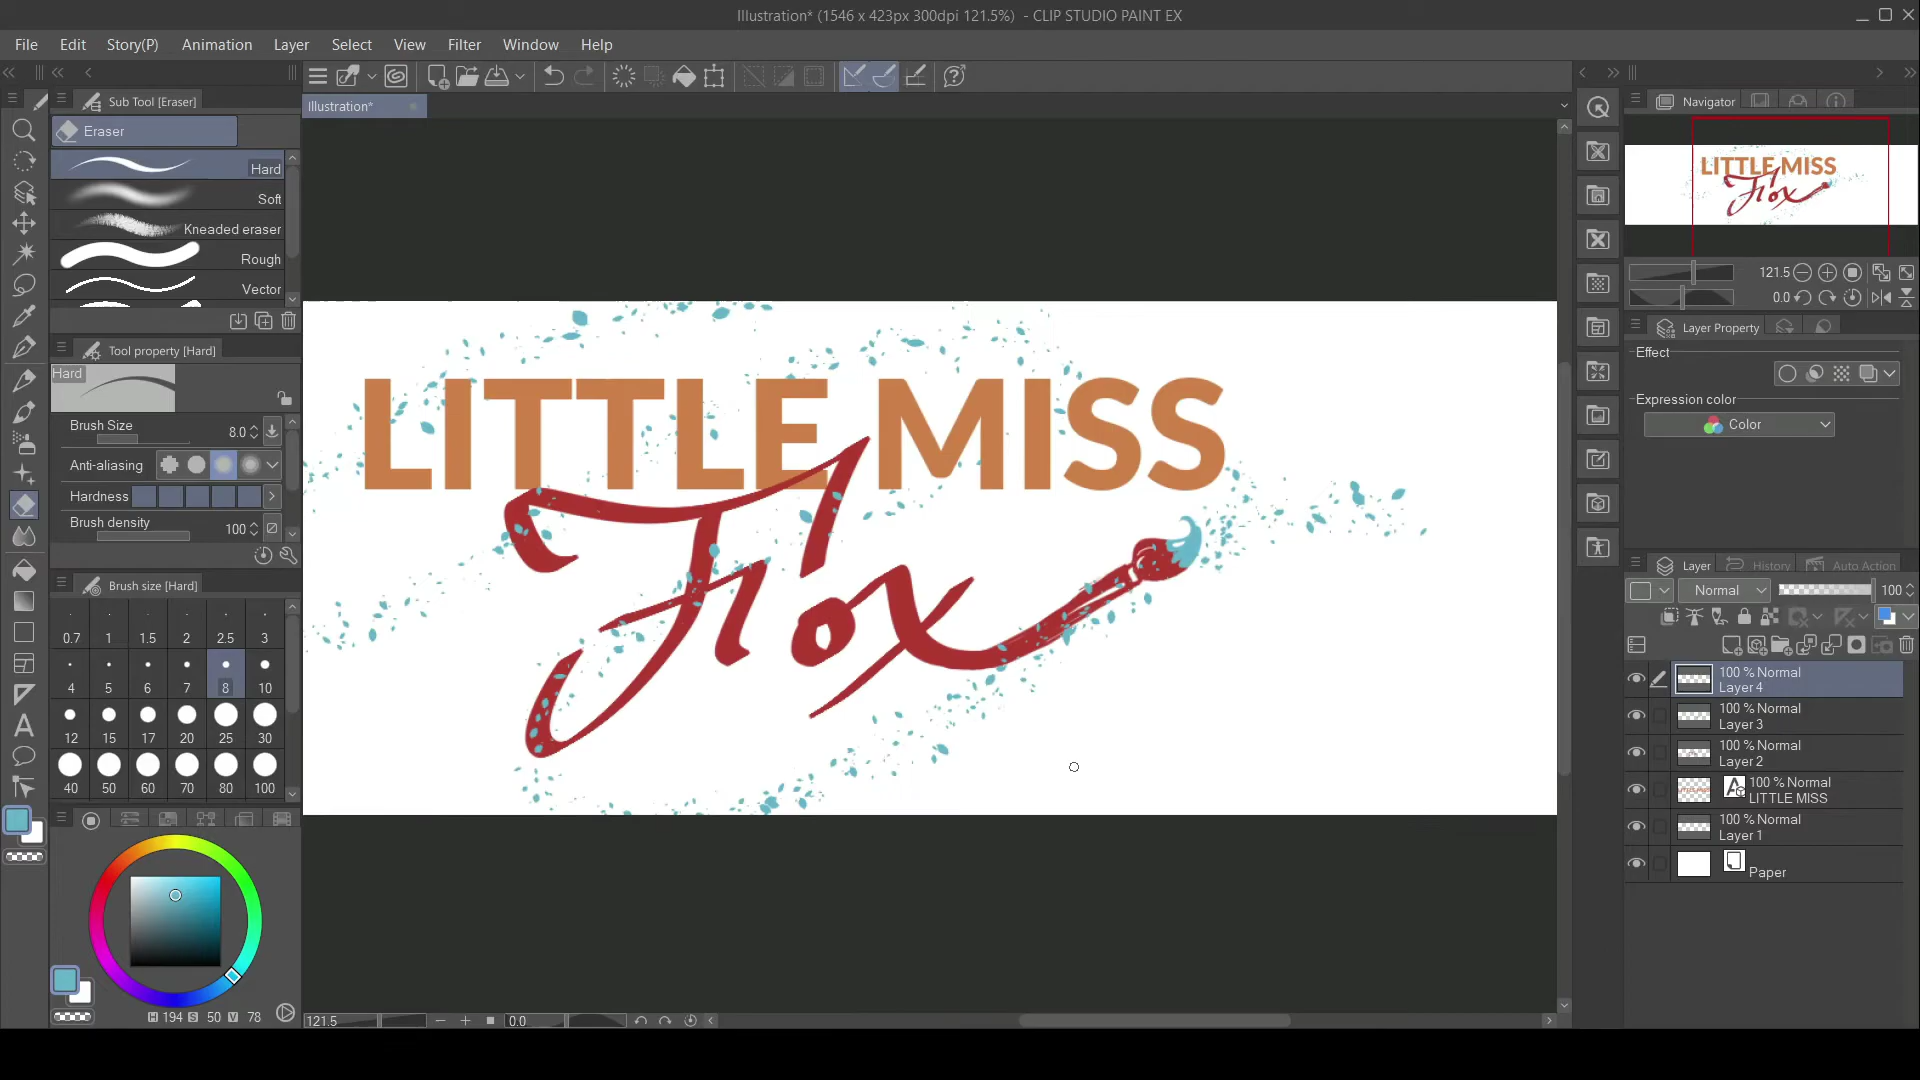 Illustration* (1546 x 423px 300dpi 121.5%) - CLIP STUDIO PAINT EX
File Edit Story(P) Animation Layer Select View Filter Window Help
Sub Tool [Eraser]
Illustration*
Navigator
Eraser
Hard
Soft
Kneaded eraser
Rough
Vector
LITTLE MISS
Flox
121.5
0.0
Tool property [Hard]
Hard
Layer Property
Effect
Expression color
Color
Brush Size 8.0
Anti-aliasing
Hardness
Brush density 100
LITTLE MISS
Flox
Brush size [Hard]
0.7 1 1.5 2 2.5 3
4 5 6 7 8 10
12 15 17 20 25 30
40 50 60 70 80 100
Layer History Auto Action
Normal 100
100 % Normal
Layer 4
100 % Normal
Layer 3
100 % Normal
Layer 2
100 % Normal
LITTLE MISS
100 % Normal
Layer 1
Paper
H 194 S 50 V 78
121.5 0.0